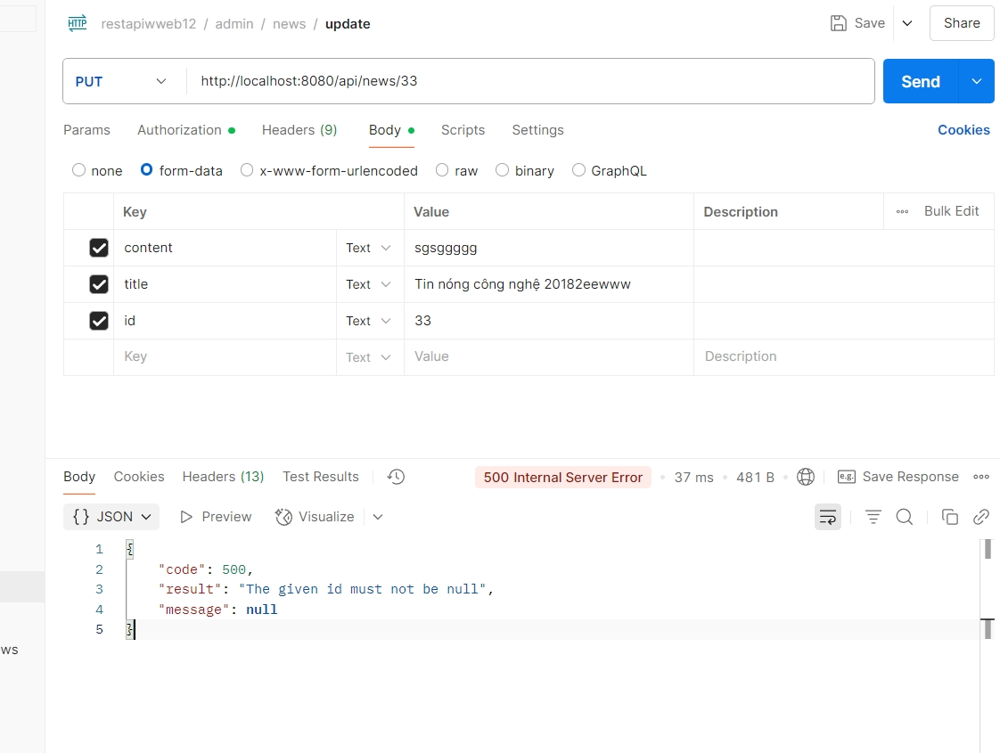 HTTP restapiwweb12 / admin / news / update Save Share
PUT http://localhost:8080/api/news/33 Send
Params Authorization Headers (9) Body Scripts Settings Cookies
none form-data x-www-form-urlencoded raw binary GraphQL
Key Value Description Bulk Edit
content Text sgsggggg
title Text Tin nóng công nghệ 20182eewww
id Text 33
Key Text Value Description
Body Cookies Headers (13) Test Results 500 Internal Server Error 37 ms 481 B e.g. Save Response
{} JSON Preview Visualize
1 {
2 "code": 500,
3 "result": "The given id must not be null",
4 "message": null
5 }
ws